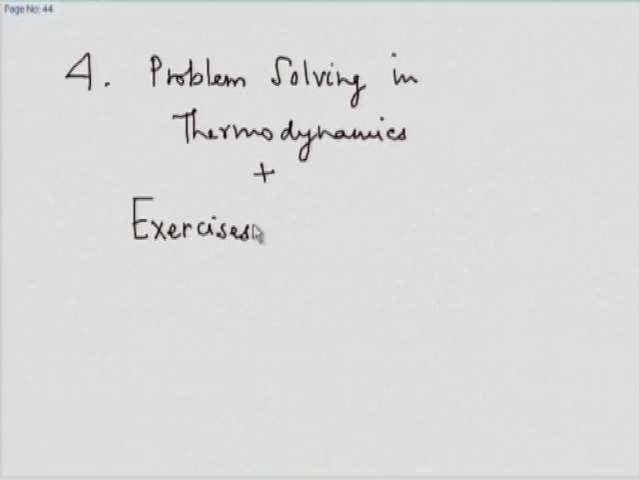 Page No: 44
4. Problem Solving in
Thermodynamics
+
Exercises